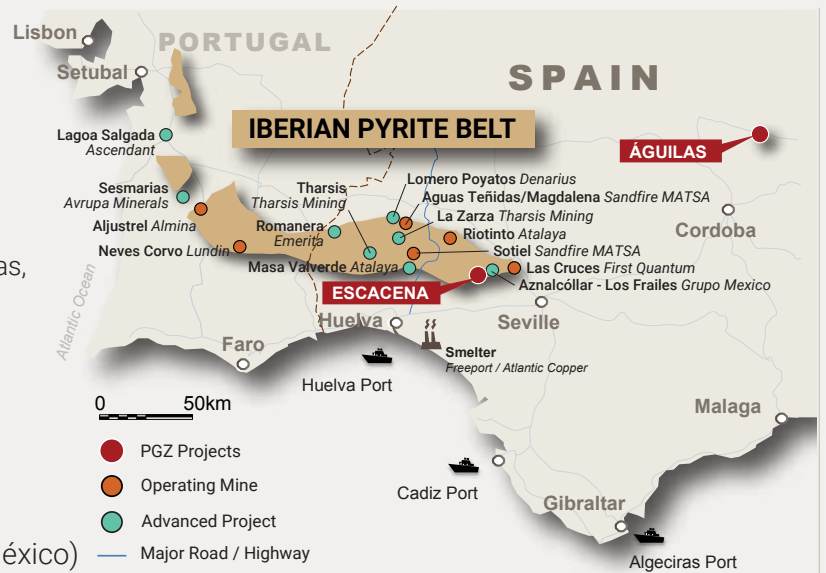 Lisbon
PORTUGAL
Setubal
SPAIN
IBERIAN PYRITE BELT
ÁGUILAS
Lagoa Salgada
Ascendant
Lomero Poyatos Denarius
Sesmarias
Avrupa Minerals
Tharsis
Tharsis Mining
Aguas Teñidas/Magdalena Sandfire MATSA
La Zarza Tharsis Mining
Cordoba
Aljustrel Almina
Romanera
Emerita
Riotinto Atalaya
Neves Corvo Lundin
Sotiel Sandfire MATSA
as,
Masa Valverde Atalaya
Las Cruces First Quantum
Aznalcóllar - Los Frailes Grupo Mexico
ESCACENA
Atlantic Ocean
Huelva
Seville
Faro
Smelter
Freeport / Atlantic Copper
Huelva Port
0 50km
Malaga
PGZ Projects
Operating Mine
Cadiz Port
Gibraltar
Advanced Project
éxico)
Major Road / Highway
Algeciras Port